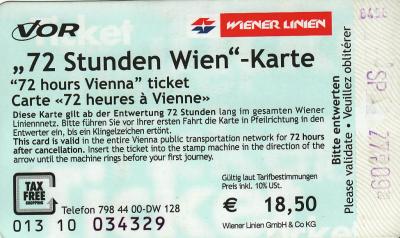 VOR WIENER LINIEN
„72 Stunden Wien“-Karte
“72 hours Vienna” ticket
Carte «72 heures à Vienne»
Diese Karte gilt ab der Entwertung 72 Stunden lang im gesamten Wiener
Liniennnetz. Bitte führen Sie vor Ihrer ersten Fahrt die Karte in Pfeilrichtung in den
Entwerter ein, bis ein Klingelzeichen ertönt.
This card is valid in the entire Vienna public transportation network for 72 hours
after cancellation. Insert the ticket into the stamp machine in the direction of the
arrow until the machine rings before your first journey.
TAX
FREE
SHOPPING
Telefon 798 44 00-DW 128
013 10 034329
Gültig laut Tarifbestimmungen
Preis inkl. 10% USt.
€ 18,50
Wiener Linien GmbH & Co KG
Bitte entwerten
Please validate - Veuillez oblitérer